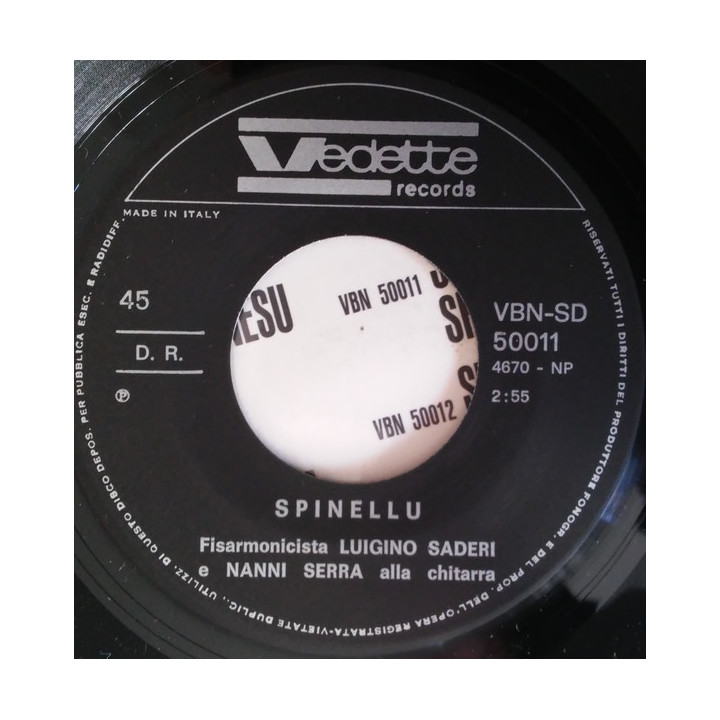 Vedette
records
MADE IN ITALY
45
D. R.
℗
VBN-SD
50011
4670 - NP
2:55
VBN 50011
VBN 50012
SPINELLU
Fisarmonicista LUIGINO SADERI
e NANNI SERRA alla chitarra
RISERVATI TUTTI I DIRITTI DEL PRODUTTORE FONOGR. E DEL PROP. DELL'OPERA REGISTRATA-VIETATE DUPLIC., UTILIZZ. DI QUESTO DISCO DEPOS. PER PUBBLICA ESEC. E RADIDIFF.